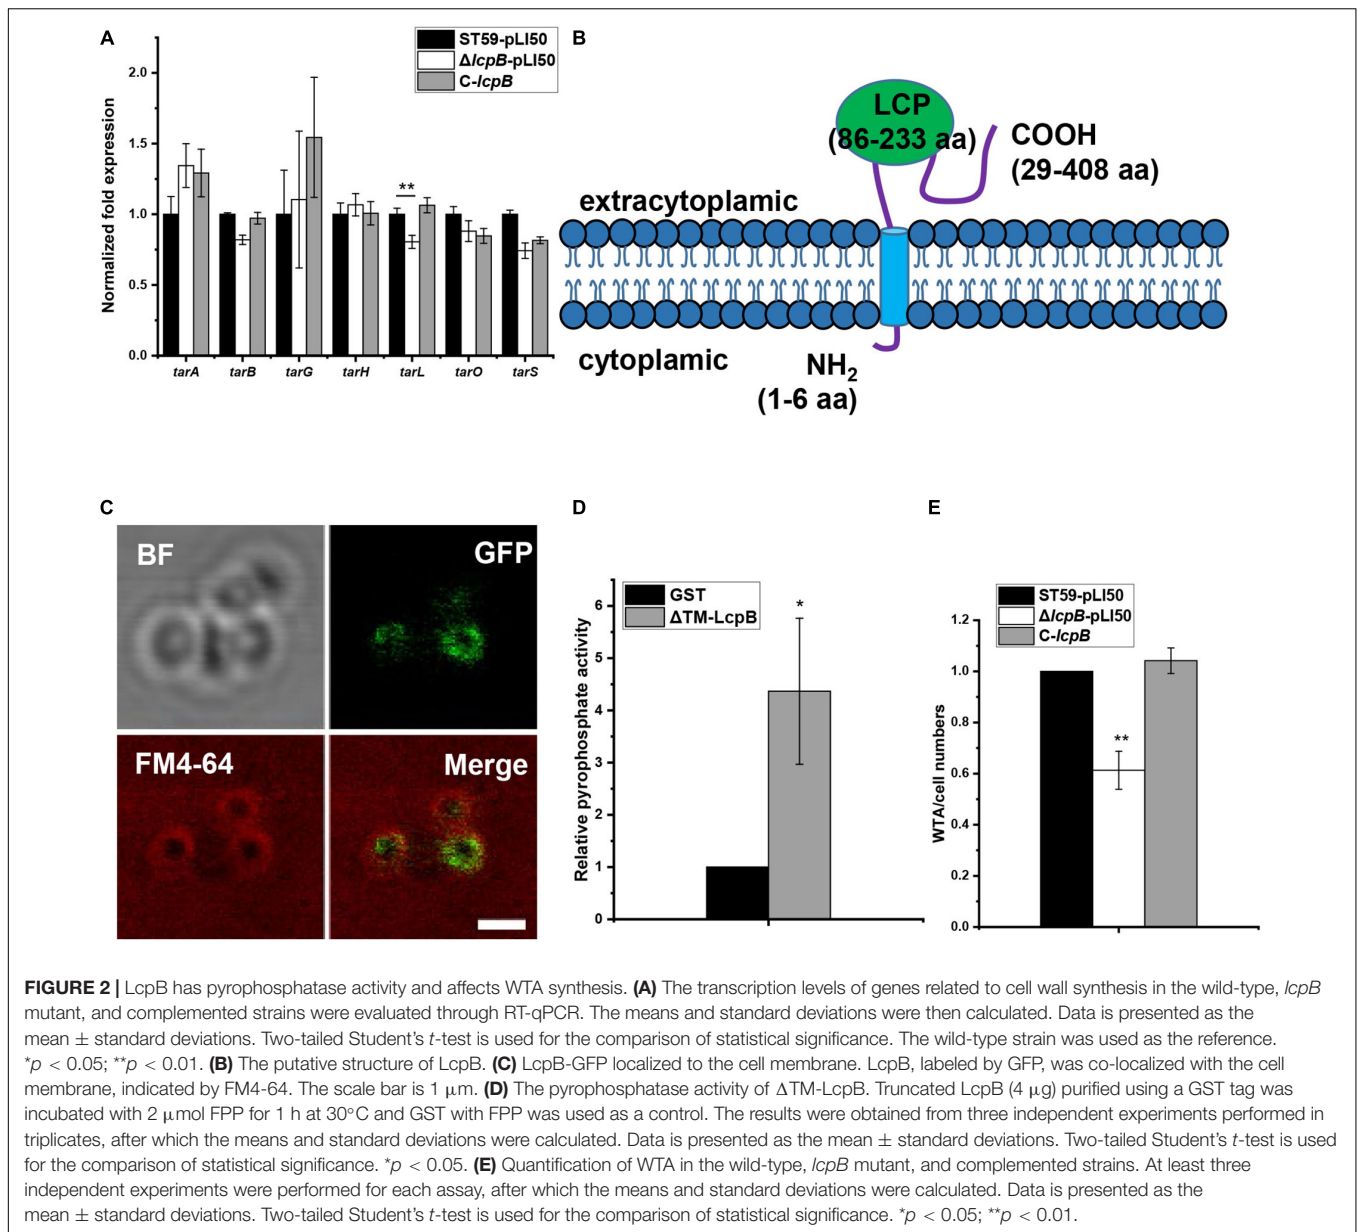 A
ST59-pLI50
ΔlcpB-pLI50
C-lcpB
Normalized fold expression
2.0
1.5
1.0
0.5
0.0
**
tarA tarB tarG tarH tarL tarO tarS
B
LCP
(86-233 aa)
COOH
(29-408 aa)
extracytoplamic
cytoplamic
NH2
(1-6 aa)
C
BF
GFP
FM4-64
Merge
D
GST
ΔTM-LcpB
Relative pyrophosphate activity
6
5
4
3
2
1
0
*
E
ST59-pLI50
ΔlcpB-pLI50
C-lcpB
WTA/cell numbers
1.2
1.0
0.8
0.6
0.4
0.2
0.0
**
FIGURE 2 | LcpB has pyrophosphatase activity and affects WTA synthesis. (A) The transcription levels of genes related to cell wall synthesis in the wild-type, lcpB
mutant, and complemented strains were evaluated through RT-qPCR. The means and standard deviations were then calculated. Data is presented as the
mean ± standard deviations. Two-tailed Student's t-test is used for the comparison of statistical significance. The wild-type strain was used as the reference.
*p < 0.05; **p < 0.01. (B) The putative structure of LcpB. (C) LcpB-GFP localized to the cell membrane. LcpB, labeled by GFP, was co-localized with the cell
membrane, indicated by FM4-64. The scale bar is 1 μm. (D) The pyrophosphatase activity of ΔTM-LcpB. Truncated LcpB (4 μg) purified using a GST tag was
incubated with 2 μmol FPP for 1 h at 30°C and GST with FPP was used as a control. The results were obtained from three independent experiments performed in
triplicates, after which the means and standard deviations were calculated. Data is presented as the mean ± standard deviations. Two-tailed Student's t-test is used
for the comparison of statistical significance. *p < 0.05. (E) Quantification of WTA in the wild-type, lcpB mutant, and complemented strains. At least three
independent experiments were performed for each assay, after which the means and standard deviations were calculated. Data is presented as the
mean ± standard deviations. Two-tailed Student's t-test is used for the comparison of statistical significance. *p < 0.05; **p < 0.01.